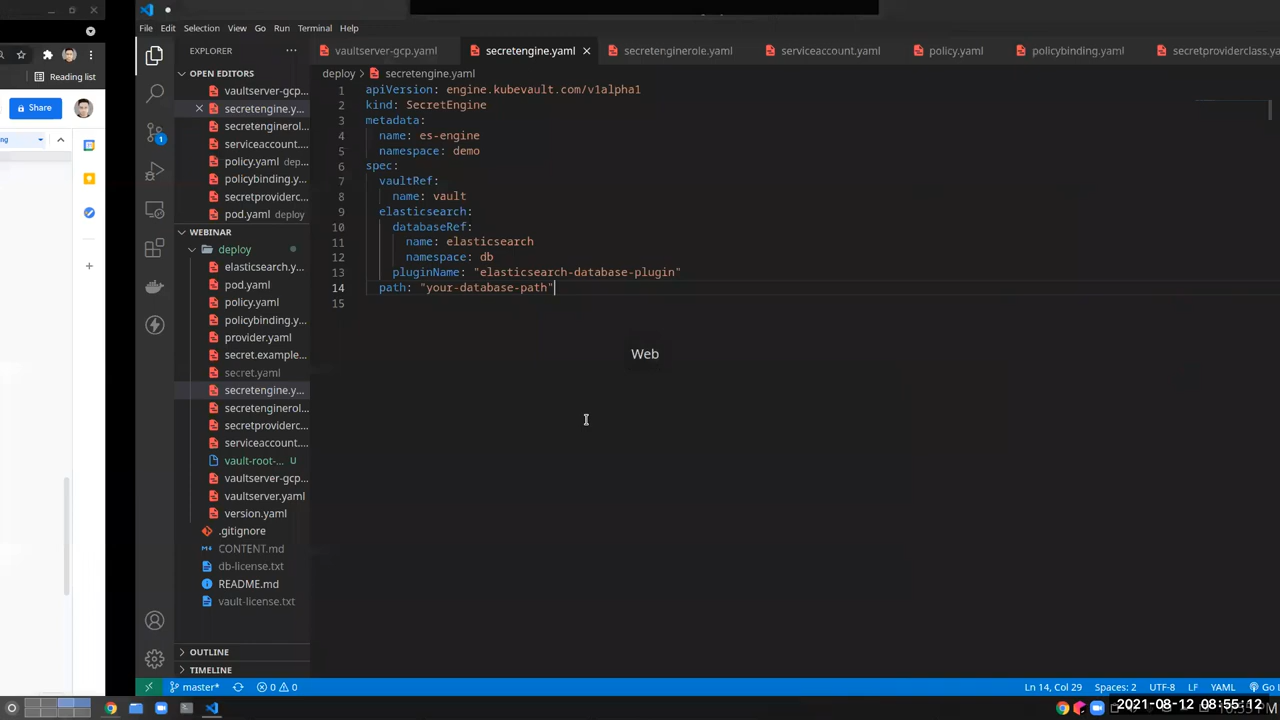 Reading list
Share
ng
File Edit Selection View Go Run Terminal Help
EXPLORER
OPEN EDITORS
vaultserver-gcp...
secretengine.y...
secretenginerol...
serviceaccount....
policy.yaml dep...
policybinding.y...
secretproviderc...
pod.yaml deploy
WEBINAR
deploy
elasticsearch.y...
pod.yaml
policy.yaml
policybinding.y...
provider.yaml
secret.example...
secret.yaml
secretengine.y...
secretenginerol...
secretproviderc...
serviceaccount....
vault-root-... U
vaultserver-gcp...
vaultserver.yaml
version.yaml
.gitignore
CONTENT.md
db-license.txt
README.md
vault-license.txt
OUTLINE
TIMELINE
1
vaultserver-gcp.yaml secretengine.yaml secretenginerole.yaml serviceaccount.yaml policy.yaml policybinding.yaml secretproviderclass.ya
deploy > secretengine.yaml
1 apiVersion: engine.kubevault.com/v1alpha1
2 kind: SecretEngine
3 metadata:
4 name: es-engine
5 namespace: demo
6 spec:
7 vaultRef:
8 name: vault
9 elasticsearch:
10 databaseRef:
11 name: elasticsearch
12 namespace: db
13 pluginName: "elasticsearch-database-plugin"
14 path: "your-database-path"
15
Web
master* 0 0 Ln 14, Col 29 Spaces: 2 UTF-8 LF YAML Go L
2021-08-12 08:55:12